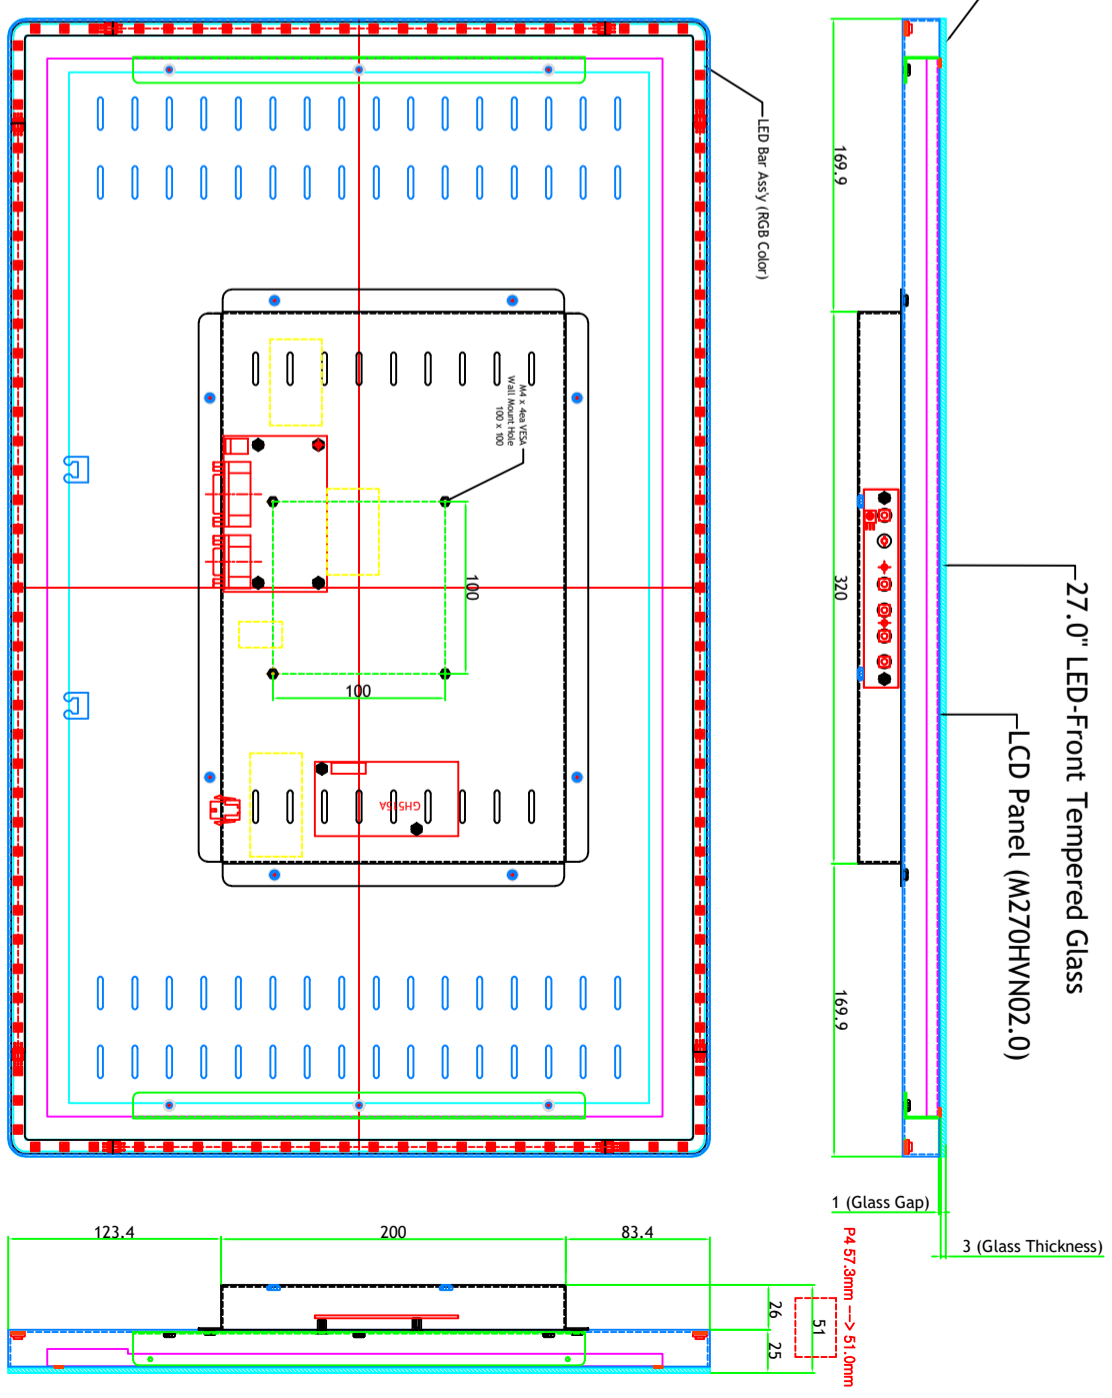 LED Bar Ass'y (RGB Color)
169.9
320
169.9
27.0" LED-Front Tempered Glass
LCD Panel (M270HVN02.0)
M4 x 4ea VESA
Wall Mount Hole
100 x 100
100
100
GH516A
1 (Glass Gap)
3 (Glass Thickness)
123.4
200
83.4
26
25
51
P4 57.3mn ---> 51.0mm